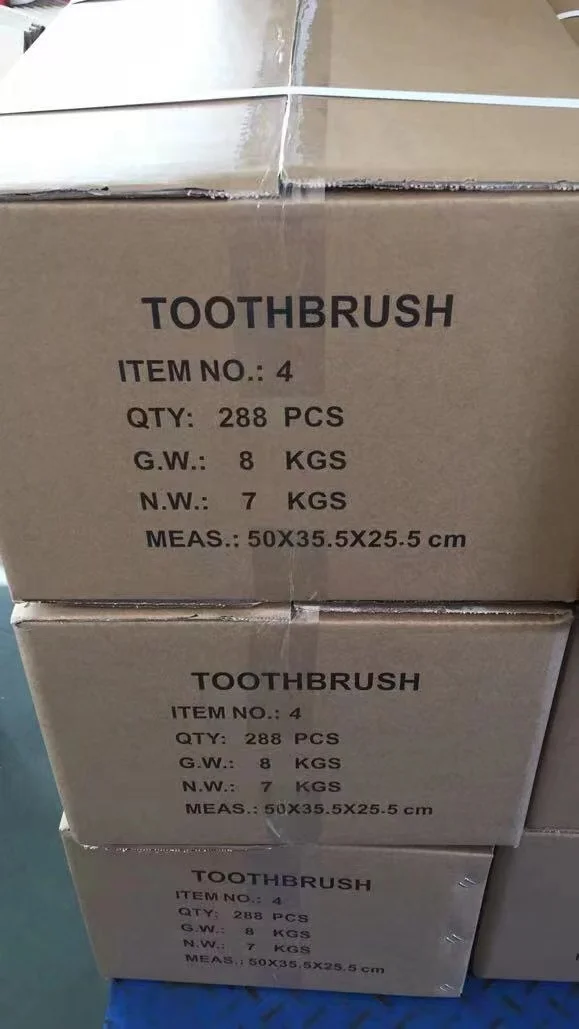 TOOTHBRUSH
ITEM NO.: 4
QTY: 288 PCS
G.W.: 8 KGS
N.W.: 7 KGS
MEAS.: 50X35.5X25.5 cm
TOOTHBRUSH
ITEM NO.: 4
QTY: 288 PCS
G.W.: 8 KGS
N.W.: 7 KGS
MEAS.: 50X35.5X25.5 cm
TOOTHBRUSH
ITEM NO.: 4
QTY: 288 PCS
G.W.: 8 KGS
N.W.: 7 KGS
MEAS.: 50X35.5X25.5 cm